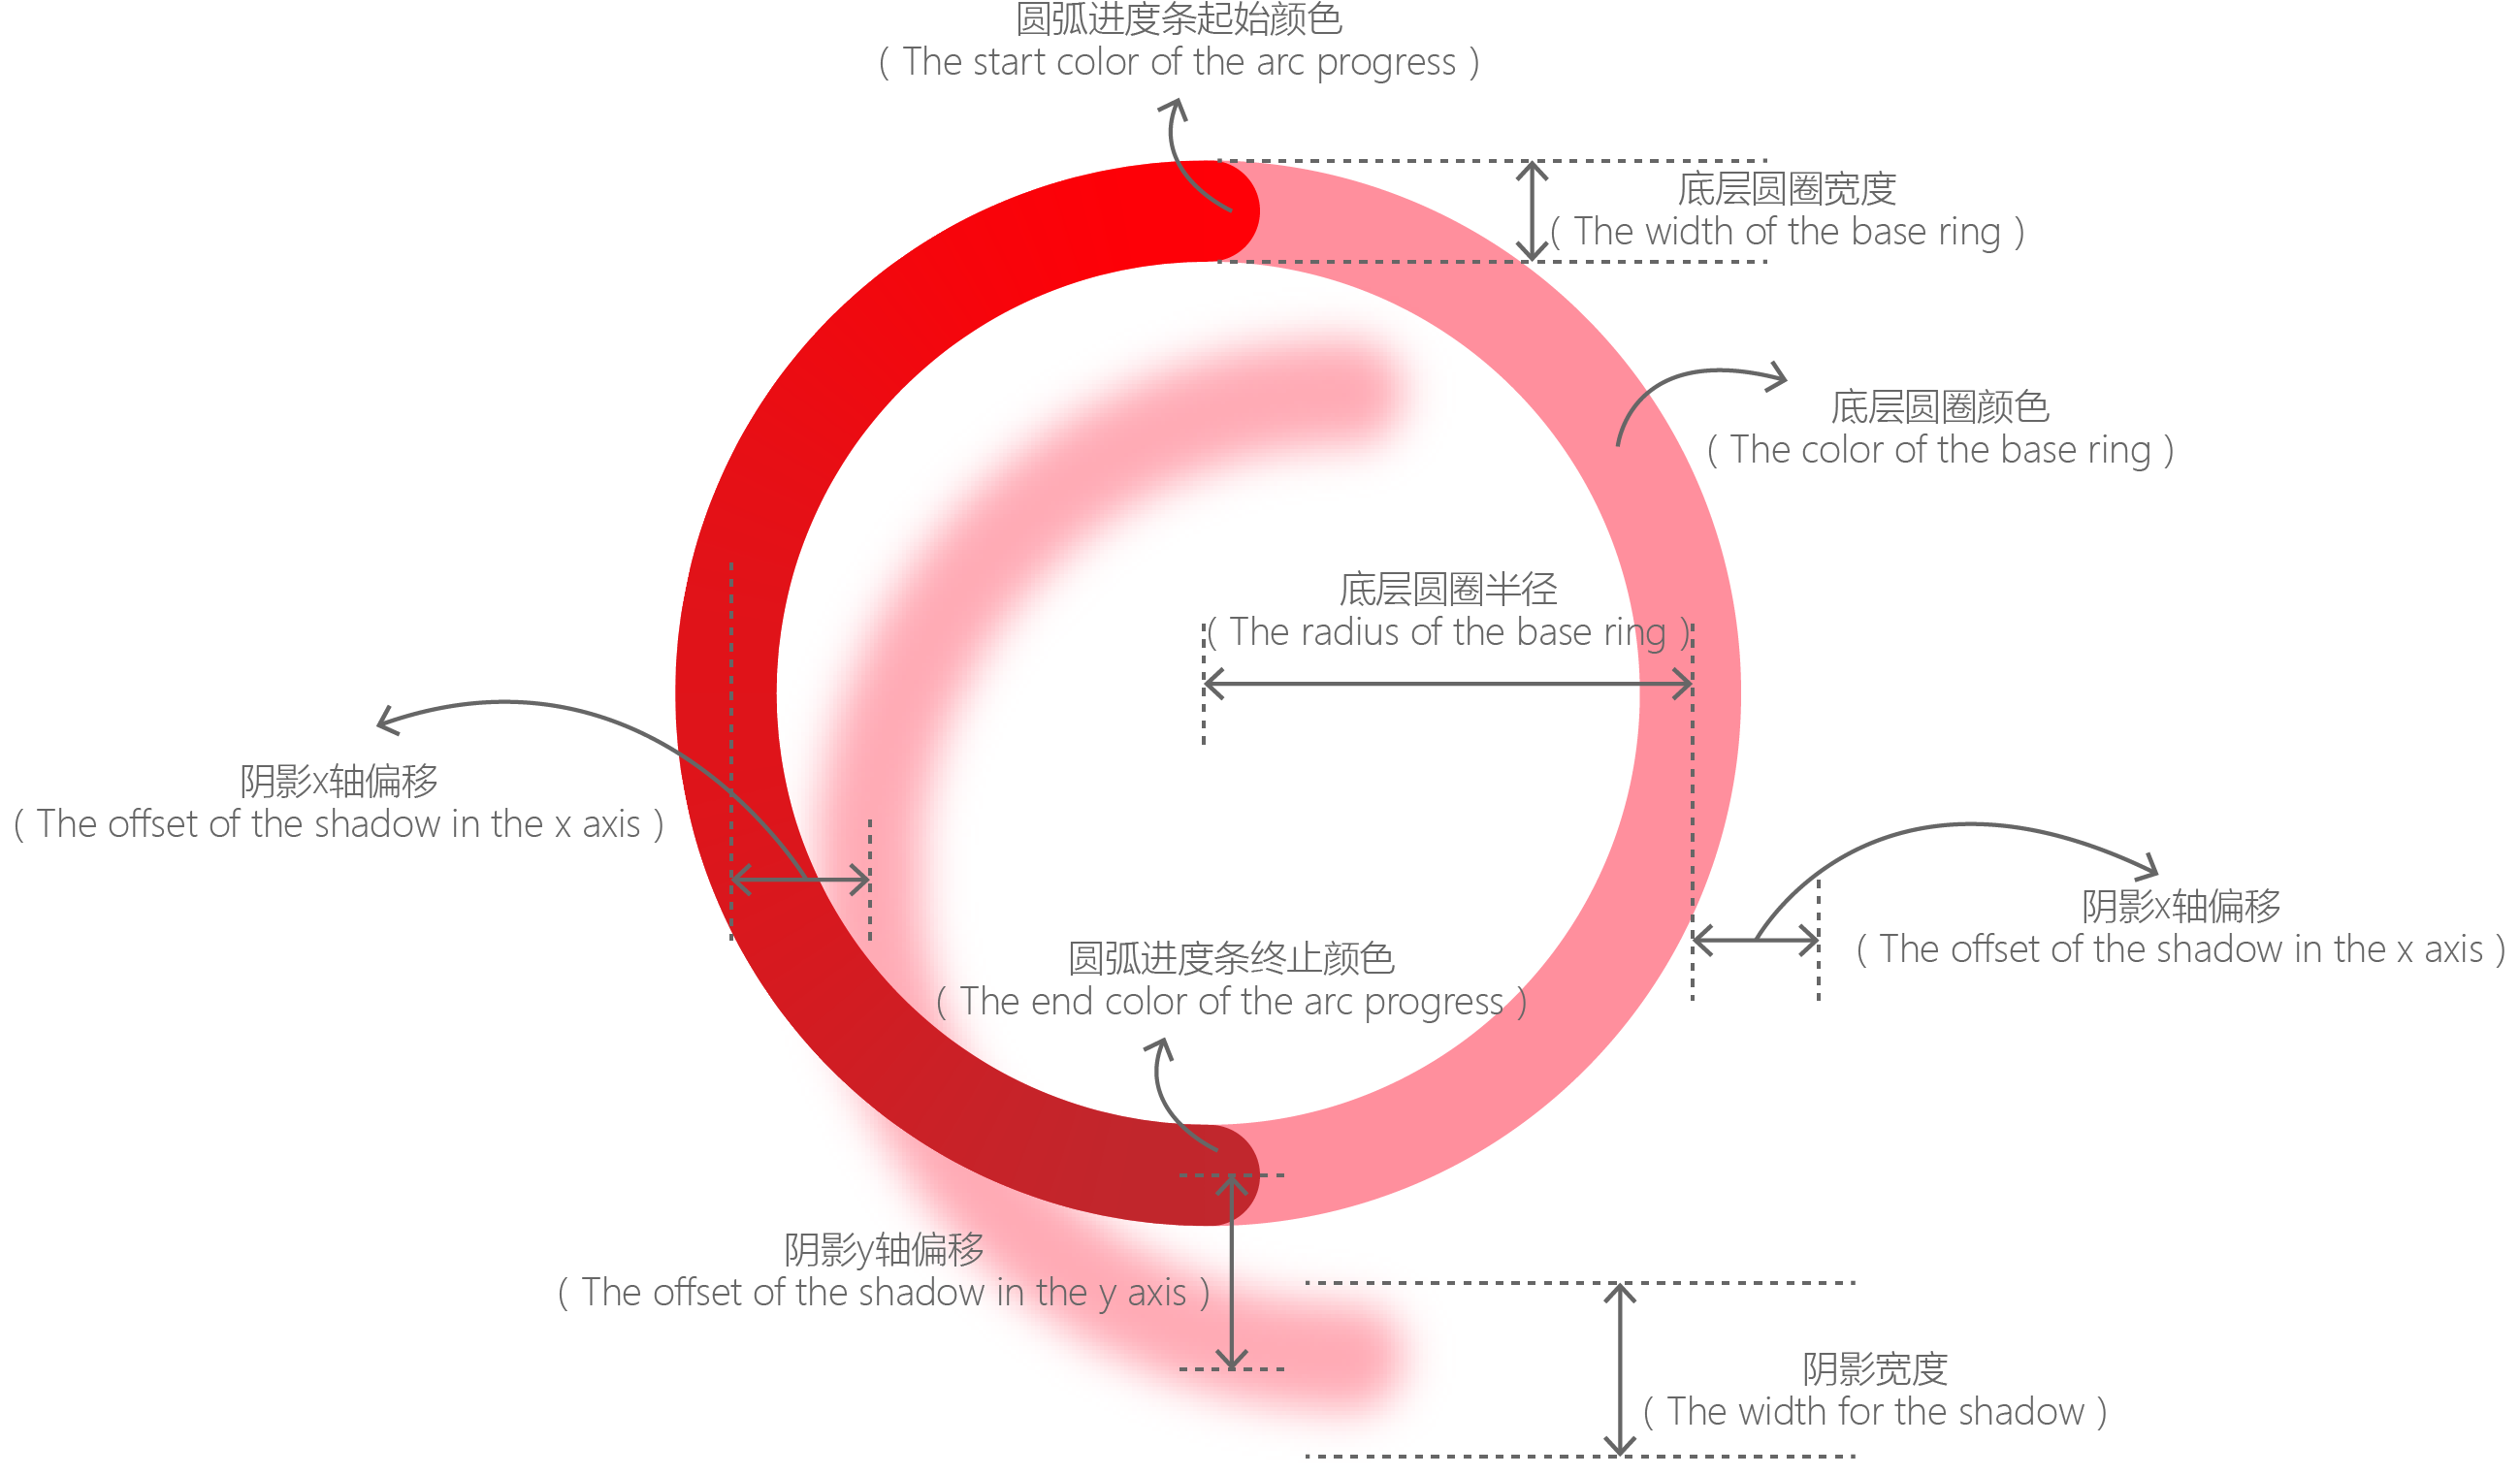 圆弧进度条起始颜色
( The start color of the arc progress )
底层圆圈宽度
( The width of the base ring )
底层圆圈颜色
( The color of the base ring )
底层圆圈半径
( The radius of the base ring )
阴影x轴偏移
( The offset of the shadow in the x axis )
阴影x轴偏移
( The offset of the shadow in the x axis )
圆弧进度条终止颜色
( The end color of the arc progress )
阴影y轴偏移
( The offset of the shadow in the y axis )
阴影宽度
( The width for the shadow )